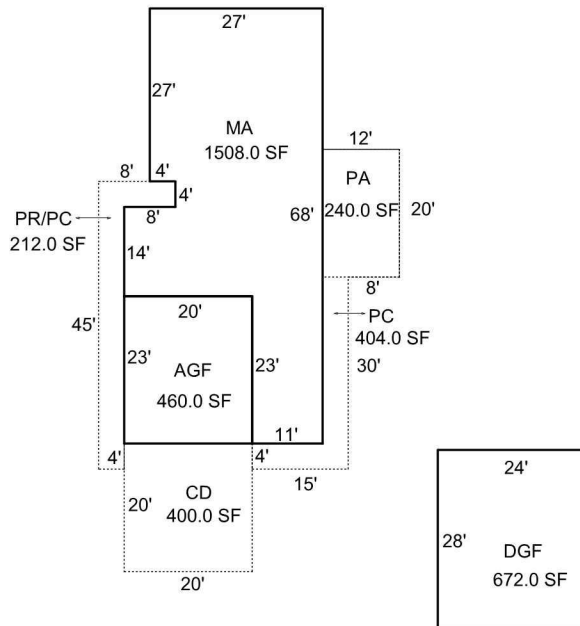 27'
27'
MA
1508.0 SF
12'
8' 4'
4'
PA
240.0 SF 20'
PR/PC
212.0 SF
8'
68'
14'
8'
45'
20'
PC
404.0 SF
23' 23'
AGF
460.0 SF
30'
11'
4' 4'
15'
20'
CD
400.0 SF
20'
24'
28'
DGF
672.0 SF